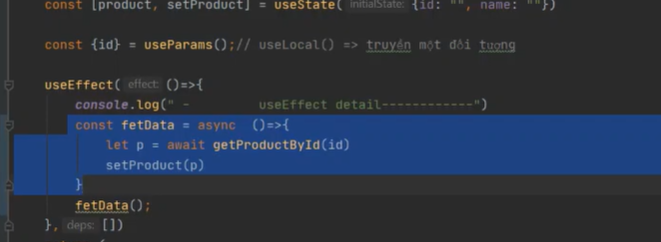 const [product, setProduct] = useState( initialState: {id: "", name: ""})
const {id} = useParams();// useLocal() => truyền một đối tượng
useEffect( effect: ()=>{
console.log(" - useEffect detail------------")
const fetData = async ()=>{
let p = await getProductById(id)
setProduct(p)
}
fetData();
}, deps: [])